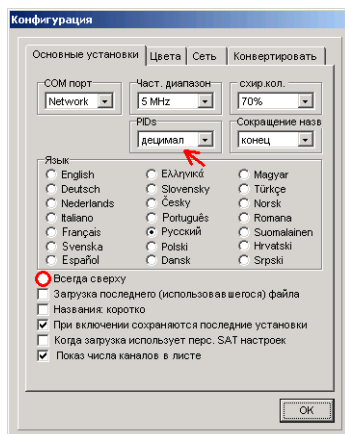 Конфигурация
Основные установки Цвета Сеть Конвертировать
COM порт Част. диапазон схир.кол.
Network 5 MHz 70%
PIDs Сокращение назв
децимал конец
Язык
English Ελληνικά Magyar
Deutsch Slovensky Türkçe
Nederlands Česky Norsk
Italiano Português Romana
Français Русский Suomalainen
Svenska Polski Hrvatski
Español Dansk Srpski
Всегда сверху
Загрузка последнего (использовавшегося) файла
Названия: коротко
При включении сохраняются последние установки
Когда загрузка использует перс. SAT настроек
Показ числа каналов в листе
OK